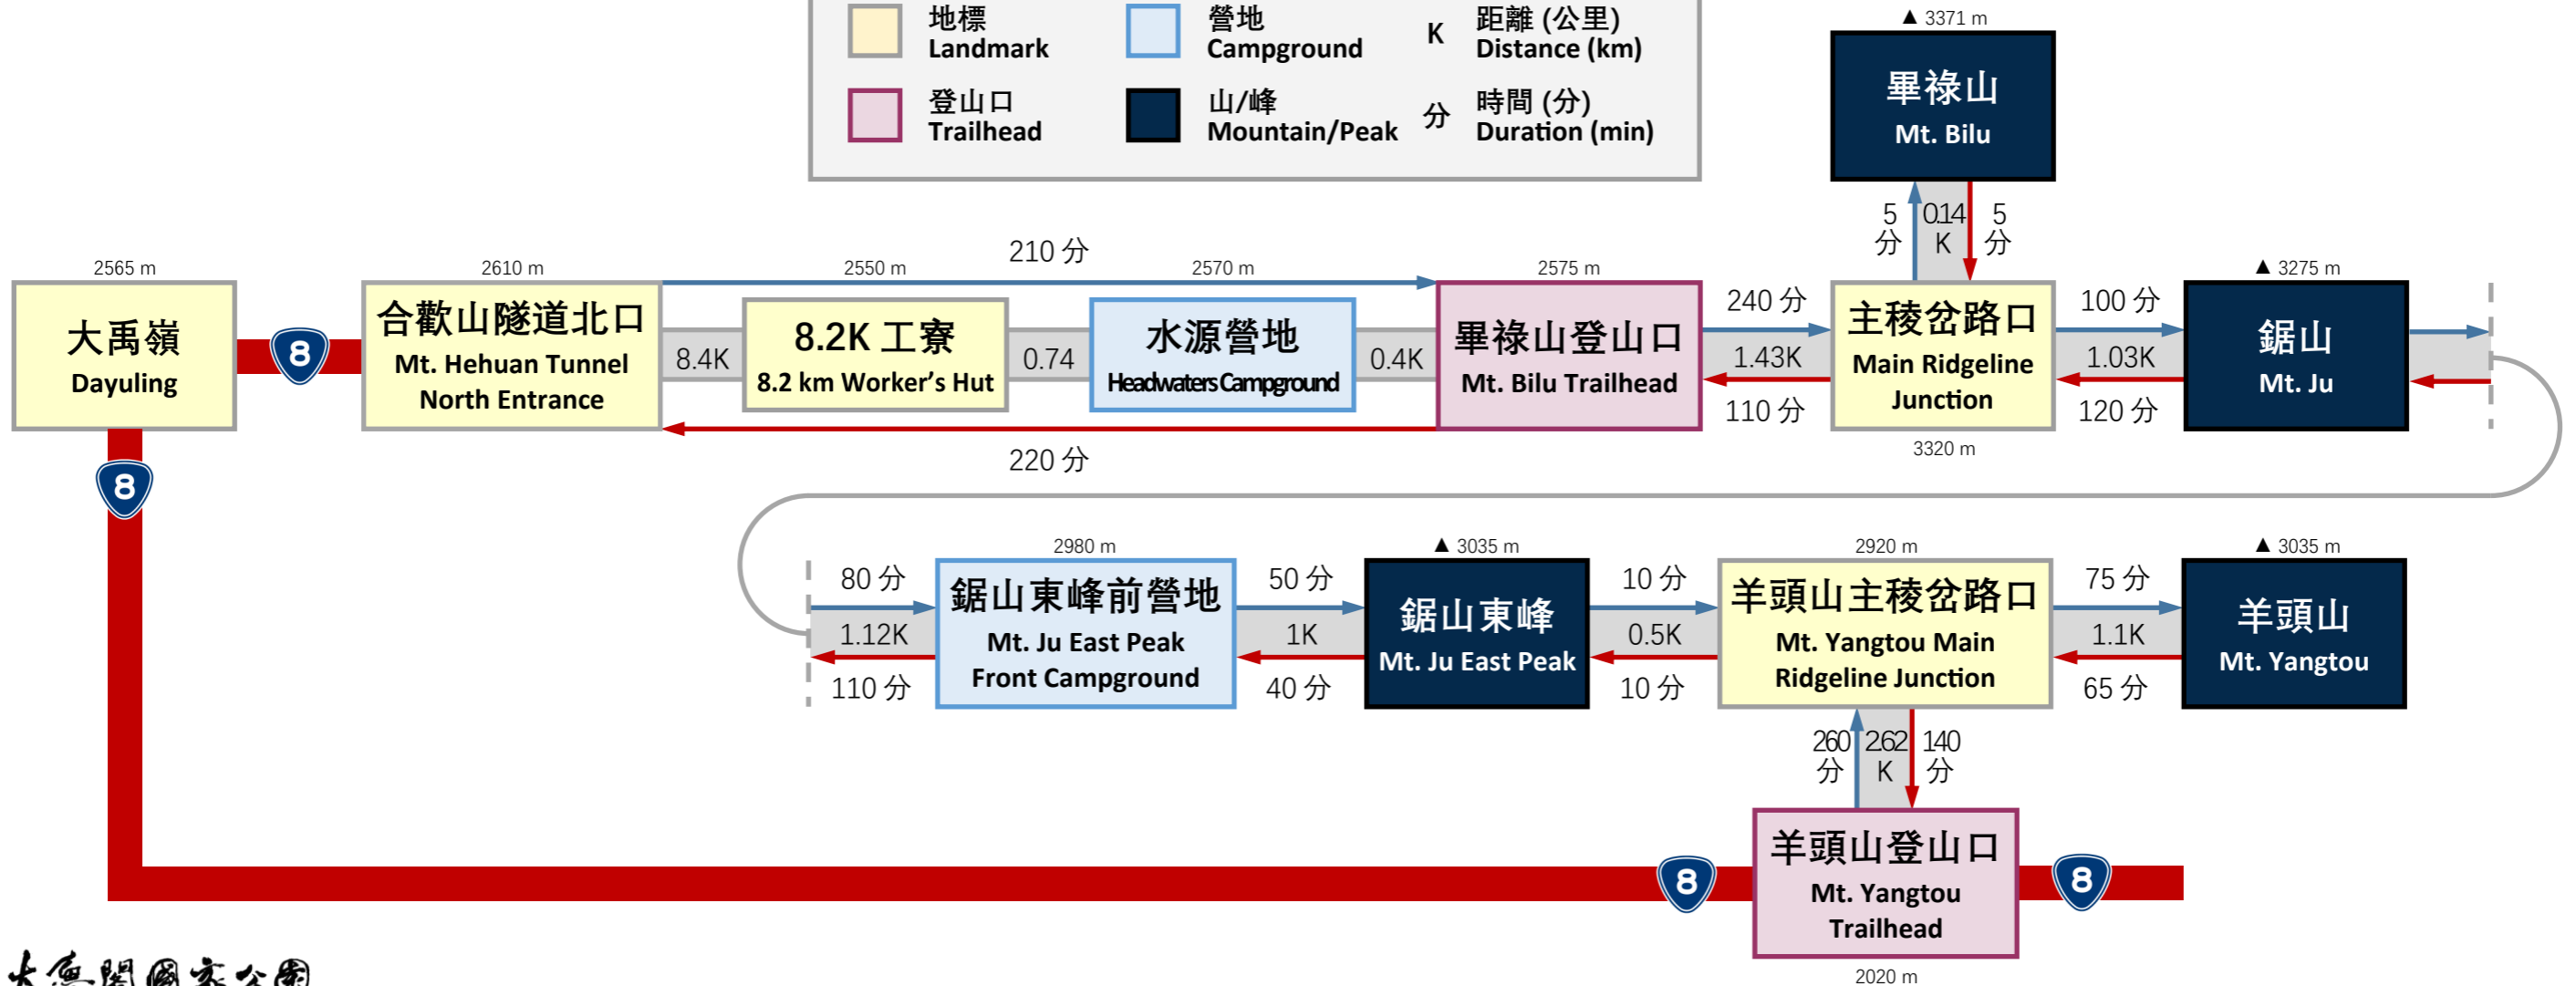 地標
Landmark
營地
Campground
K
距離 (公里)
Distance (km)
登山口
Trailhead
山/峰
Mountain/Peak
分
時間 (分)
Duration (min)
▲ 3371 m
畢祿山
Mt. Bilu
5
分
0.14
K
5
分
210 分
2565 m
大禹嶺
Dayuling
8
2610 m
合歡山隧道北口
Mt. Hehuan Tunnel
North Entrance
8.4K
2550 m
8.2K 工寮
8.2 km Worker's Hut
0.74
2570 m
水源營地
Headwaters Campground
0.4K
2575 m
畢祿山登山口
Mt. Bilu Trailhead
240 分
1.43K
110 分
主稜岔路口
Main Ridgeline
Junction
3320 m
100 分
1.03K
120 分
▲ 3275 m
鋸山
Mt. Ju
220 分
8
80 分
1.12K
110 分
2980 m
鋸山東峰前營地
Mt. Ju East Peak
Front Campground
50 分
1K
40 分
▲ 3035 m
鋸山東峰
Mt. Ju East Peak
10 分
0.5K
10 分
2920 m
羊頭山主稜岔路口
Mt. Yangtou Main
Ridgeline Junction
75 分
1.1K
65 分
▲ 3035 m
羊頭山
Mt. Yangtou
260
分
2.62
K
140
分
8
羊頭山登山口
Mt. Yangtou
Trailhead
8
2020 m
太魯閣國家公園